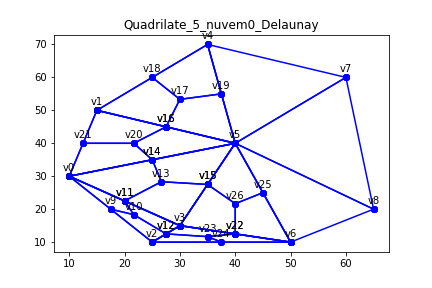 Quadrilate_5_nuvem0_Delaunay
70
60
50
40
30
20
10
v4
v18
v7
v17
v19
v1
v16
v21
v20
v5
v14
v0
v13
v15
v11
v25
v26
v9
v10
v8
v3
v12
v22
v2
v23
v24
v6
10
20
30
40
50
60